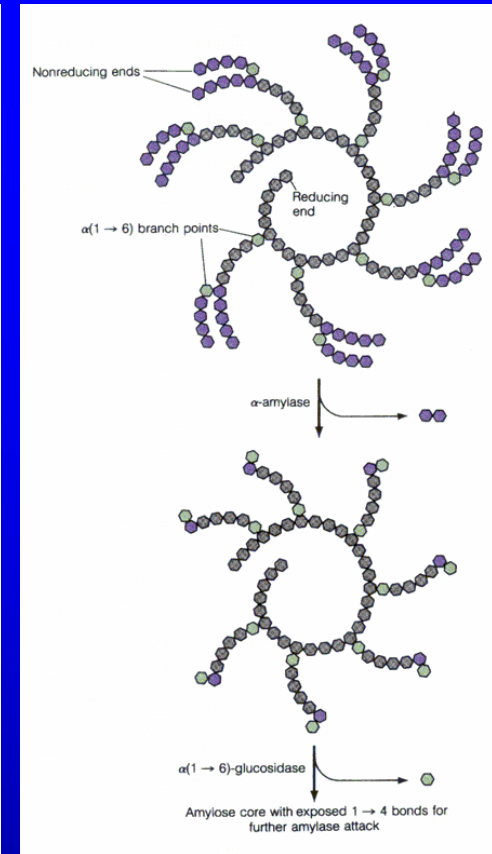 Nonreducing ends
Reducing
end
α(1 → 6) branch points
α-amylase
α(1 → 6)-glucosidase
Amylose core with exposed 1 → 4 bonds for
further amylase attack